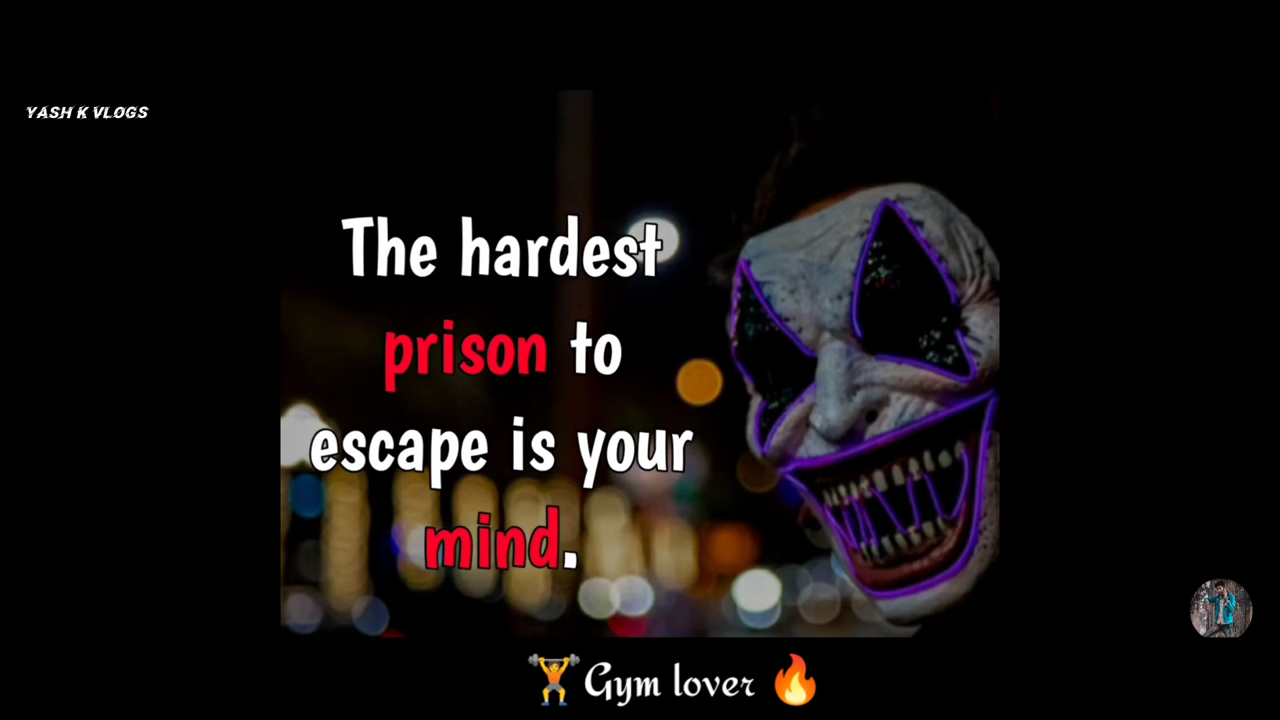 YASH K VLOGS
The hardest
prison to
escape is your
mind.
🏋️Gym lover 🔥